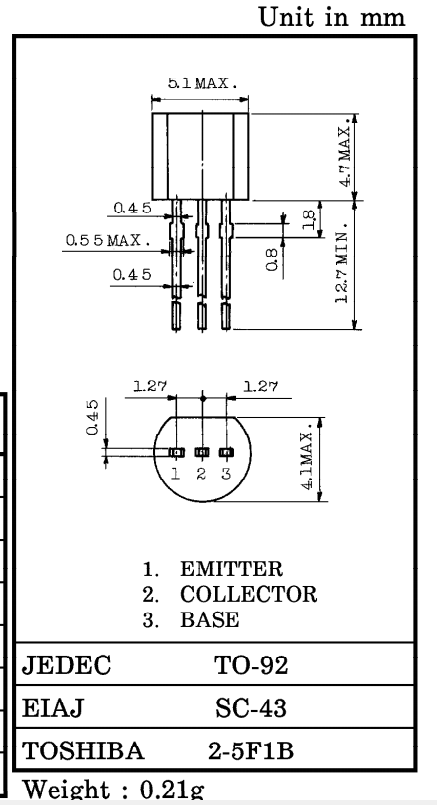 Unit in mm
5.1 MAX.
4.7 MAX.
0.45
1.8
0.55 MAX.
0.8
12.7 MIN.
0.45
1.27 1.27
0.45
4.1 MAX.
1 2 3
1. EMITTER
2. COLLECTOR
3. BASE
JEDEC TO-92
EIAJ SC-43
TOSHIBA 2-5F1B
Weight : 0.21g